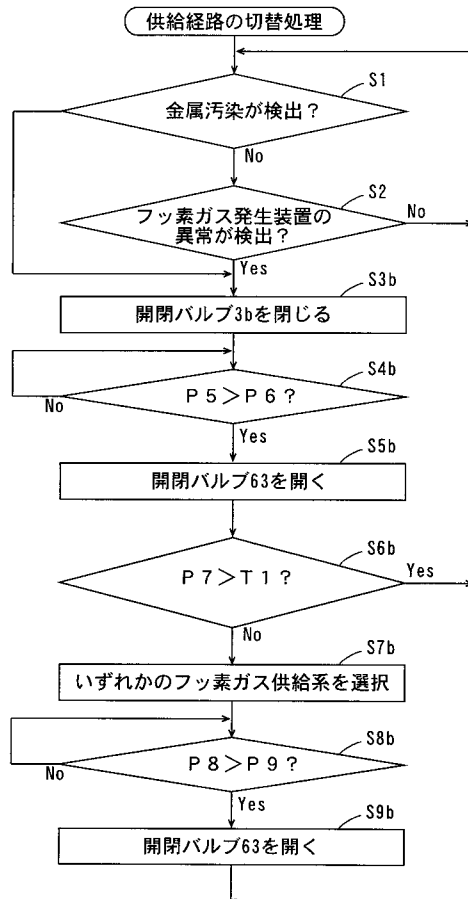 供給経路の切替処理
S1
金属汚染が検出？
No
S2
フッ素ガス発生装置の
異常が検出？
No
Yes
S3b
開閉バルブ3bを閉じる
S4b
Ｐ５＞Ｐ６？
No
Yes
S5b
開閉バルブ63を開く
S6b
Ｐ７＞Ｔ１？
Yes
No
S7b
いずれかのフッ素ガス供給系を選択
S8b
Ｐ８＞Ｐ９？
No
Yes
S9b
開閉バルブ63を開く